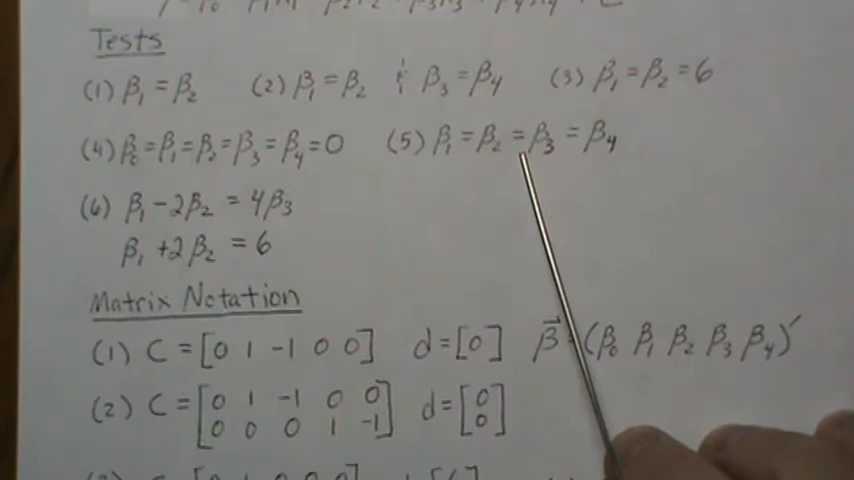 Tests
(1) β₁ = β₂ (2) β₁ = β₂ & β₃ = β₄ (3) β₁ = β₂ = 6
(4) β₀ = β₁ = β₂ = β₃ = β₄ = 0 (5) β₁ = β₂ = β₃ = β₄
(6) β₁ - 2β₂ = 4β₃
β₁ + 2β₂ = 6
Matrix Notation
(1) C = [0 1 -1 0 0] d = [0] β⃗ = (β₀ β₁ β₂ β₃ β₄)′
(2) C = [0 1 -1 0 0 d = [0
0 0 0 1 -1] 0]